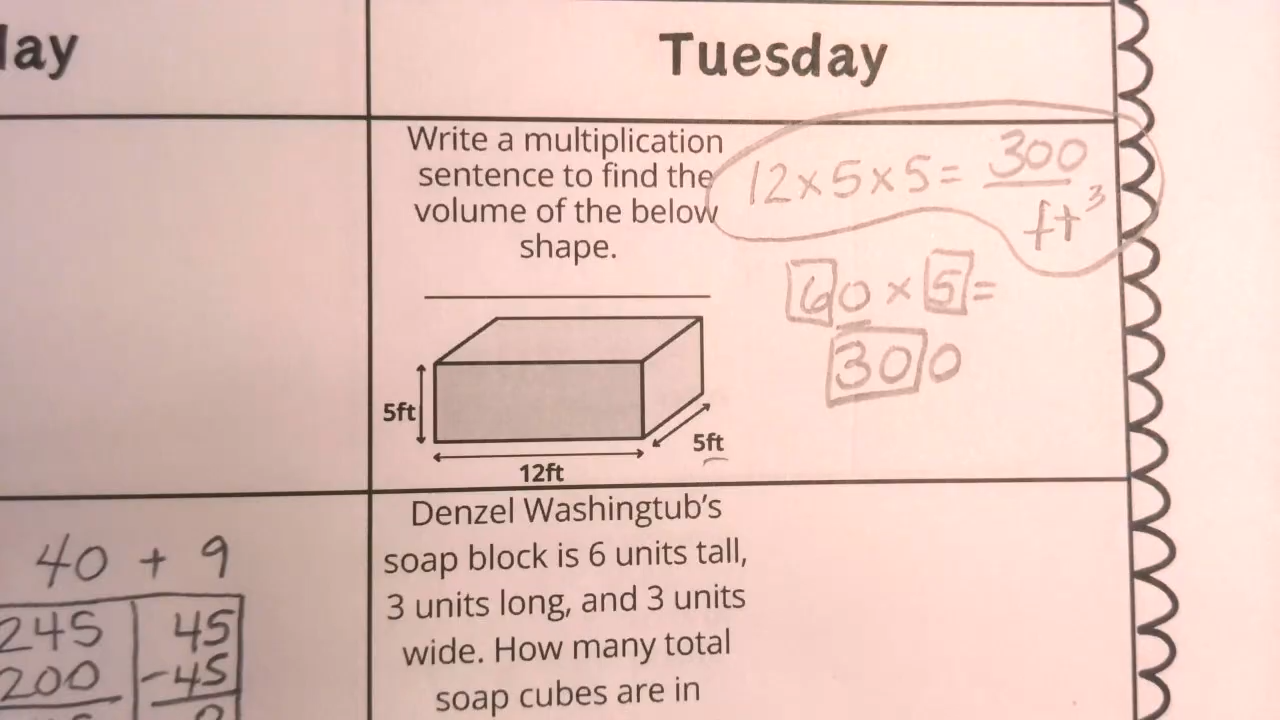 lay
Tuesday
Write a multiplication
sentence to find the
volume of the below
shape.
12 × 5 × 5 = 300
ft³
60 × 5 =
300
5ft
5ft
12ft
40 + 9
245
200
45
-45
0
Denzel Washingtub's
soap block is 6 units tall,
3 units long, and 3 units
wide. How many total
soap cubes are in